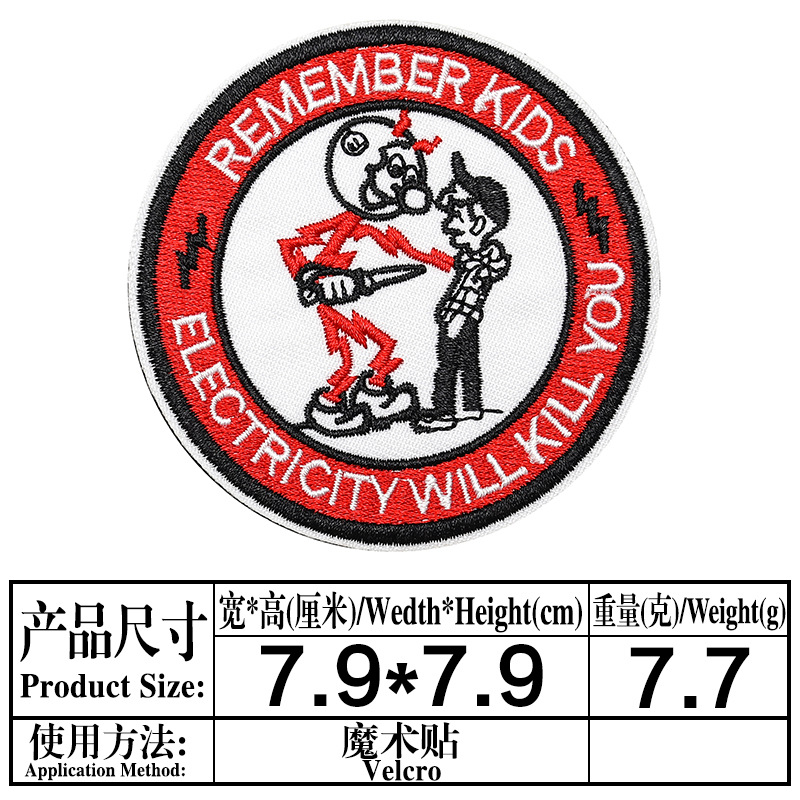 REMEMBER KIDS
ELECTRICITY WILL KILL YOU
产品尺寸
Product Size:
宽*高(厘米)/Wedth*Height(cm)
重量(克)/Weight(g)
7.9*7.9
7.7
使用方法:
Application Method:
魔术贴
Velcro